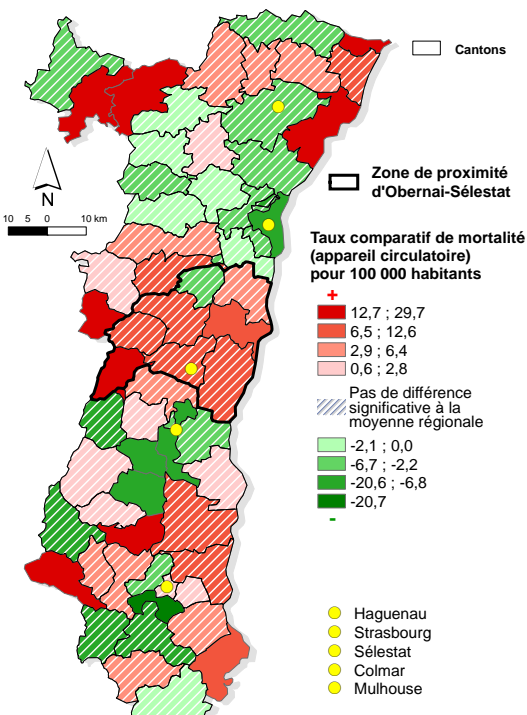 Cantons
N
10 5 0 10 km
Zone de proximité
d'Obernai-Sélestat
Taux comparatif de mortalité
(appareil circulatoire)
pour 100 000 habitants
+
12,7 ; 29,7
6,5 ; 12,6
2,9 ; 6,4
0,6 ; 2,8
Pas de différence
significative à la
moyenne régionale
-2,1 ; 0,0
-6,7 ; -2,2
-20,6 ; -6,8
-20,7
-
Haguenau
Strasbourg
Sélestat
Colmar
Mulhouse